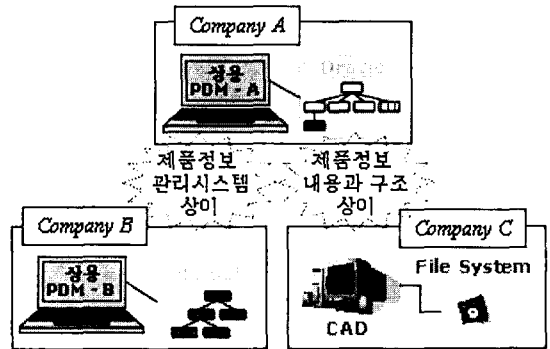 Company A
상용
PDM - A
제품정보
관리시스템
상이
제품정보
내용과 구조
상이
Company B
상용
PDM - B
Company C
File System
CAD